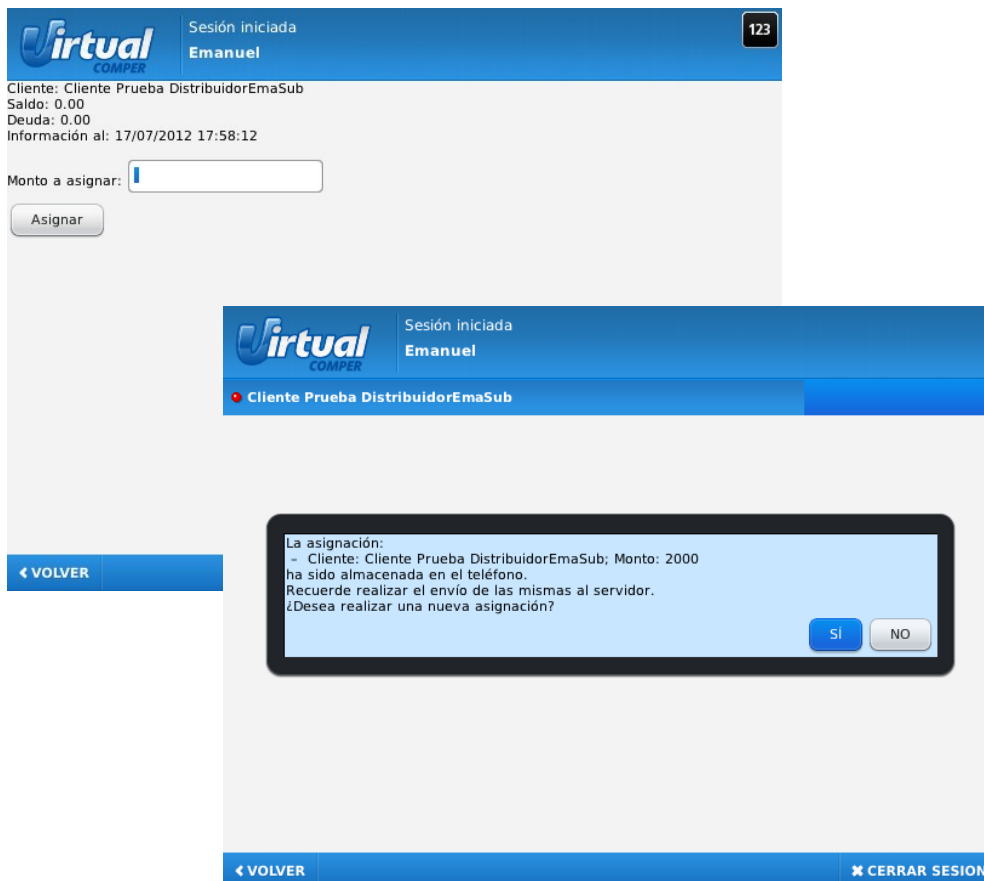 Virtual
COMPER
Sesión iniciada
Emanuel
123
Cliente: Cliente Prueba DistribuidorEmaSub
Saldo: 0.00
Deuda: 0.00
Información al: 17/07/2012 17:58:12
Monto a asignar:
Asignar
VOLVER
Virtual
COMPER
Sesión iniciada
Emanuel
Cliente Prueba DistribuidorEmaSub
La asignación:
– Cliente: Cliente Prueba DistribuidorEmaSub; Monto: 2000
ha sido almacenada en el teléfono.
Recuerde realizar el envío de las mismas al servidor.
¿Desea realizar una nueva asignación?
SÍ
NO
VOLVER
CERRAR SESION